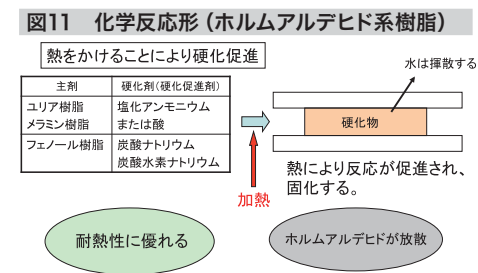 図11　化学反応形（ホルムアルデヒド系樹脂）
熱をかけることにより硬化促進
主剤　硬化剤（硬化促進剤）
ユリア樹脂　塩化アンモニウム
メラミン樹脂　または酸
フェノール樹脂　炭酸ナトリウム
炭酸水素ナトリウム
加熱
水は揮散する
硬化物
熱により反応が促進され、
固化する。
耐熱性に優れる
ホルムアルデヒドが放散